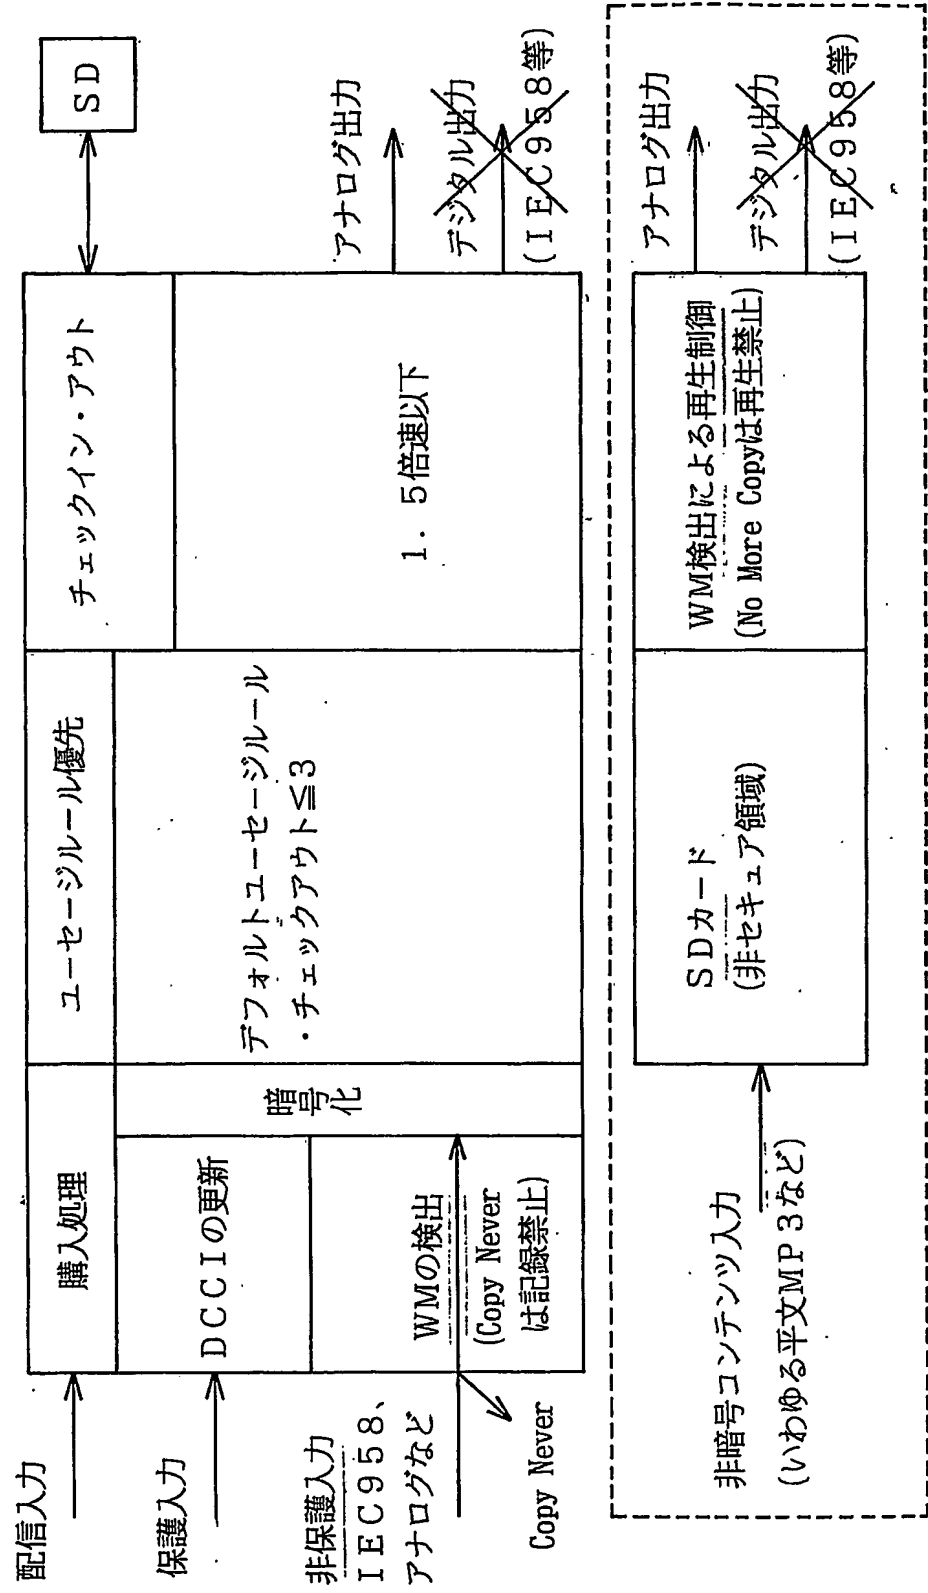 配信入力
保護入力
非保護入力
IEC958、
アナログなど
Copy Never
購入処理
DCCIの更新
WMの検出
(Copy Never
は記録禁止)
暗号化
ユーセージルール優先
デフォルトユーセージルール
・チェックアウト≦3
チェックイン・アウト
1.5倍速以下
SD
アナログ出力
デジタル出力
(IEC958等)
非暗号コンテンツ入力
(いわゆる平文MP3など)
SDカード
(非セキュア領域)
WM検出による再生制御
(No More Copyは再生禁止)
アナログ出力
デジタル出力
(IEC958等)